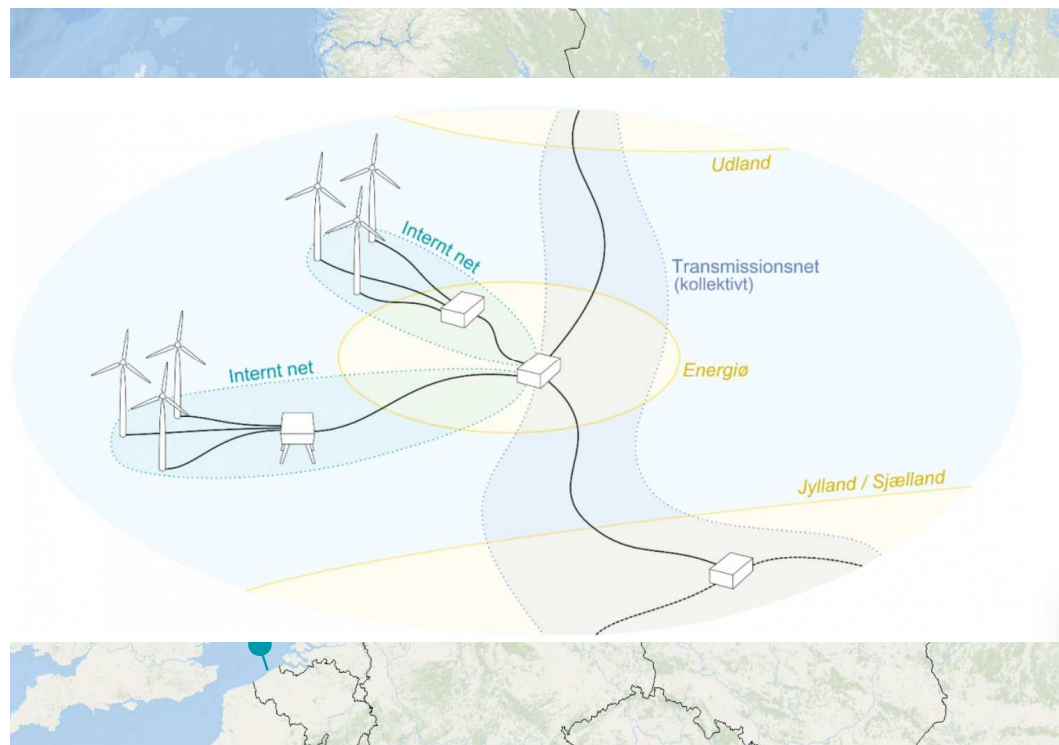 Udland
Internt net
Transmissionsnet
(kollektivt)
Internt net
Energiø
Jylland / Sjælland